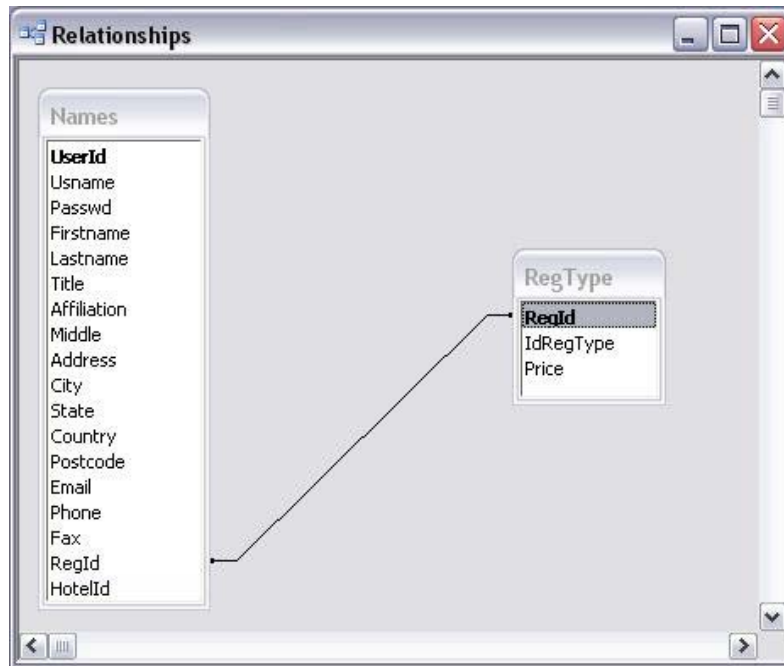 Relationships
Names
UserId
Usname
Passwd
Firstname
Lastname
Title
Affiliation
Middle
Address
City
State
Country
Postcode
Email
Phone
Fax
RegId
HotelId
RegType
RegId
IdRegType
Price